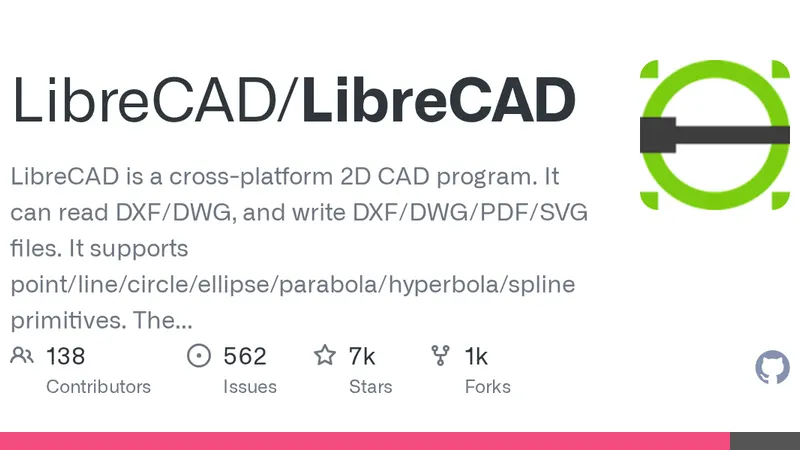 LibreCAD/LibreCAD
LibreCAD is a cross-platform 2D CAD program. It
can read DXF/DWG, and write DXF/DWG/PDF/SVG
files. It supports
point/line/circle/ellipse/parabola/hyperbola/spline
primitives. The...
138 562 7k 1k
Contributors Issues Stars Forks